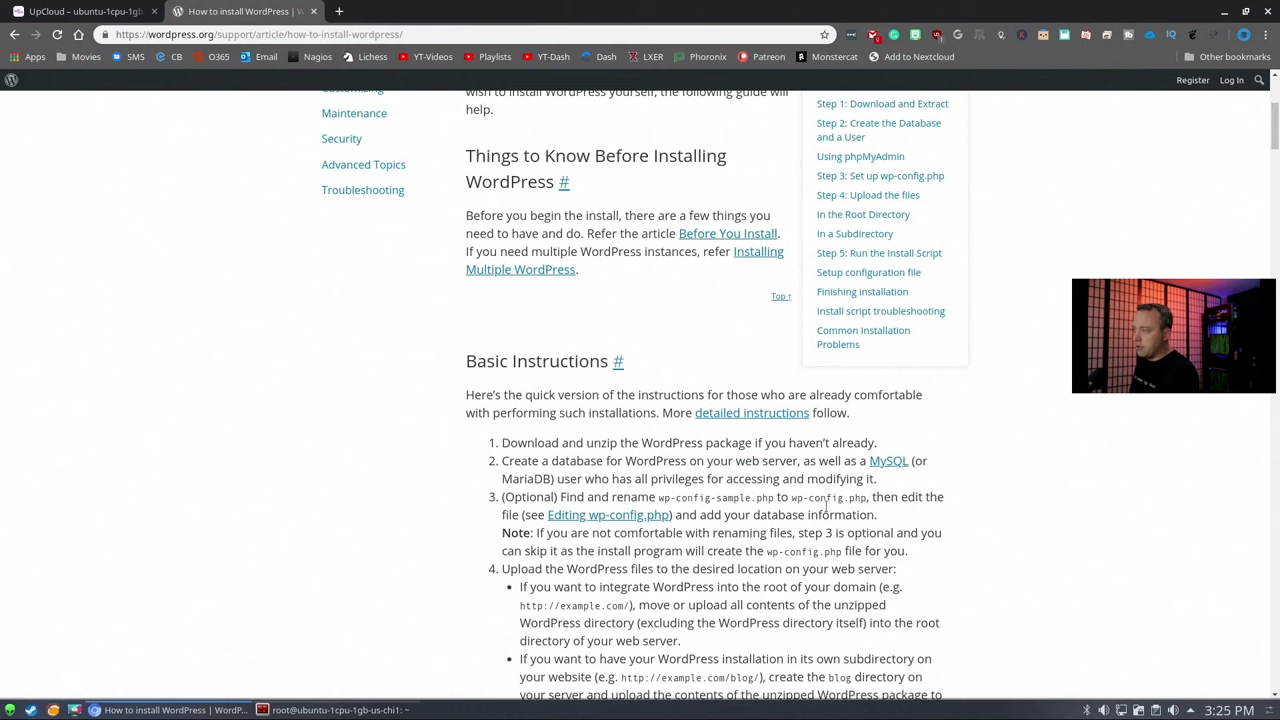 UpCloud – ubuntu-1cpu-1gb-
How to install WordPress | W
https://wordpress.org/support/article/how-to-install-wordpress/
Apps
Movies
SMS
CB
O365
Email
Nagios
Lichess
YT-Videos
Playlists
YT-Dash
Dash
LXER
Phoronix
Patreon
Monstercat
Add to Nextcloud
Other bookmarks
Register
Log In
Customizing
Maintenance
Security
Advanced Topics
Troubleshooting
wish to install WordPress yourself, the following guide will
help.
Things to Know Before Installing
WordPress #
Before you begin the install, there are a few things you
need to have and do. Refer the article Before You Install.
If you need multiple WordPress instances, refer Installing
Multiple WordPress.
Top ↑
Step 1: Download and Extract
Step 2: Create the Database
and a User
Using phpMyAdmin
Step 3: Set up wp-config.php
Step 4: Upload the files
In the Root Directory
In a Subdirectory
Step 5: Run the Install Script
Setup configuration file
Finishing installation
Install script troubleshooting
Common Installation
Problems
Basic Instructions #
Here’s the quick version of the instructions for those who are already comfortable
with performing such installations. More detailed instructions follow.
1. Download and unzip the WordPress package if you haven’t already.
2. Create a database for WordPress on your web server, as well as a MySQL (or
MariaDB) user who has all privileges for accessing and modifying it.
3. (Optional) Find and rename wp-config-sample.php to wp-config.php, then edit the
file (see Editing wp-config.php) and add your database information.
Note: If you are not comfortable with renaming files, step 3 is optional and you
can skip it as the install program will create the wp-config.php file for you.
4. Upload the WordPress files to the desired location on your web server:
• If you want to integrate WordPress into the root of your domain (e.g.
http://example.com/), move or upload all contents of the unzipped
WordPress directory (excluding the WordPress directory itself) into the root
directory of your web server.
• If you want to have your WordPress installation in its own subdirectory on
your website (e.g. http://example.com/blog/), create the blog directory on
your server and upload the contents of the unzipped WordPress package to
How to install WordPress | WordP...
root@ubuntu-1cpu-1gb-us-chi1: ~
3:25 PM